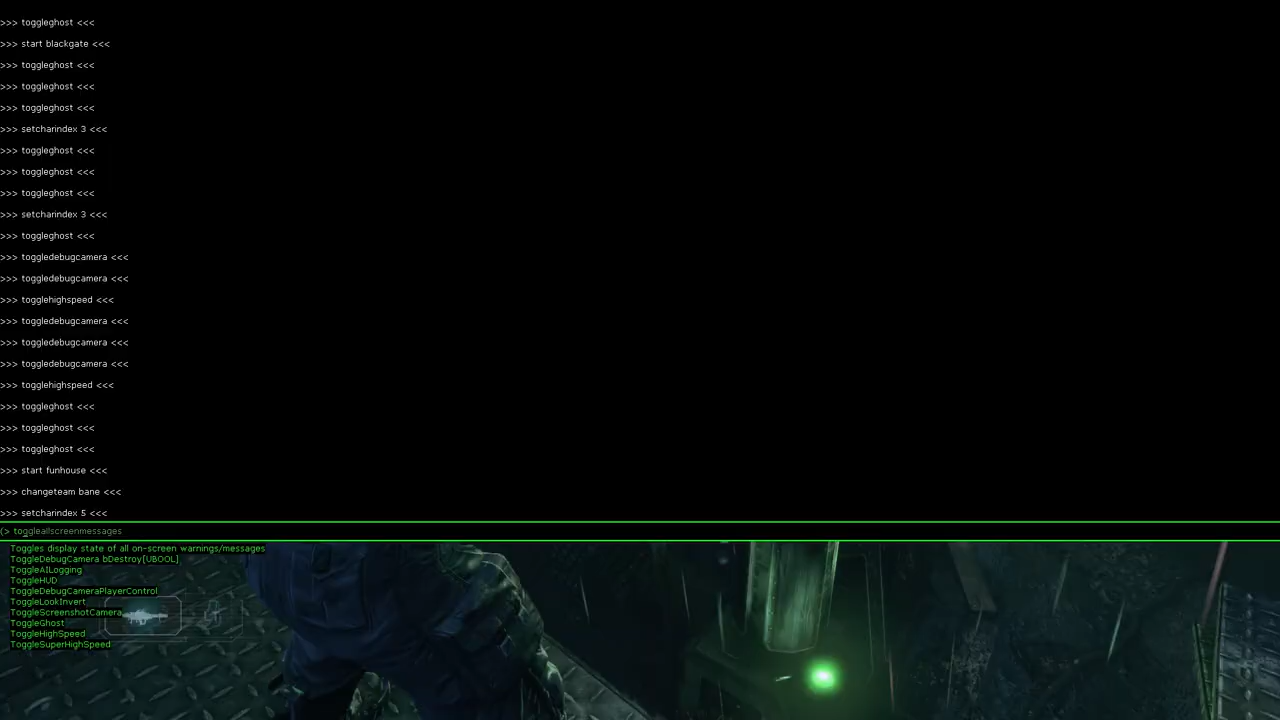 >>> toggleghost <<<
>>> start blackgate <<<
>>> toggleghost <<<
>>> toggleghost <<<
>>> toggleghost <<<
>>> setcharindex 3 <<<
>>> toggleghost <<<
>>> toggleghost <<<
>>> toggleghost <<<
>>> setcharindex 3 <<<
>>> toggleghost <<<
>>> toggledebugcamera <<<
>>> toggledebugcamera <<<
>>> togglehighspeed <<<
>>> toggledebugcamera <<<
>>> toggledebugcamera <<<
>>> toggledebugcamera <<<
>>> togglehighspeed <<<
>>> toggleghost <<<
>>> toggleghost <<<
>>> toggleghost <<<
>>> start funhouse <<<
>>> changeteam bane <<<
>>> setcharindex 5 <<<
(> toggleallscreenmessages
Toggles display state of all on-screen warnings/messages
ToggleDebugCamera bDestroy[UBOOL]
ToggleAILogging
ToggleHUD
ToggleDebugCameraPlayerControl
ToggleLookInvert
ToggleScreenshotCamera
ToggleGhost
ToggleHighSpeed
ToggleSuperHighSpeed